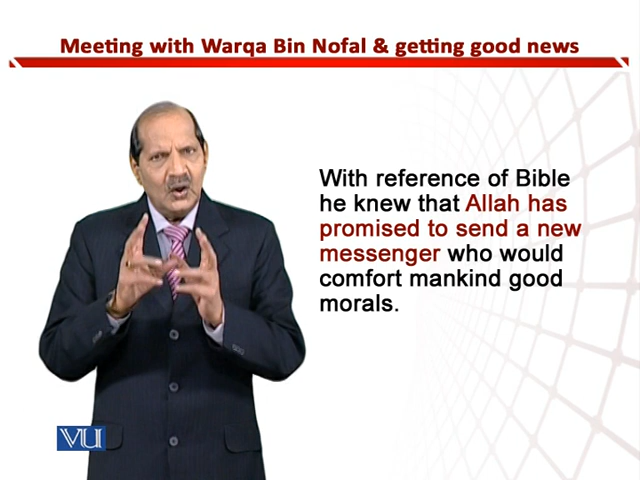 Meeting with Warqa Bin Nofal & getting good news
With reference of Bible
he knew that Allah has
promised to send a new
messenger who would
comfort mankind good
morals.
VU